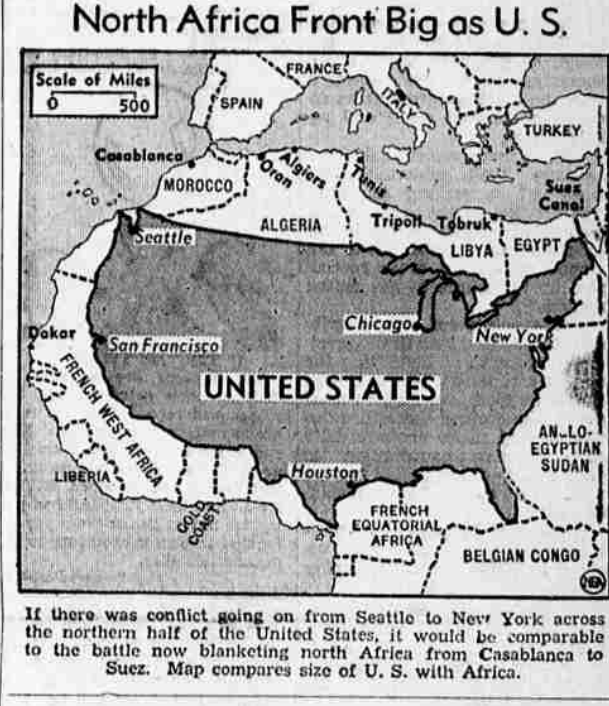 North Africa Front Big as U. S.
Scale of Miles
0 500
FRANCE
SPAIN
ITALY
TURKEY
Casablanca
Oran
Algiers
Tunis
Suez
Canal
MOROCCO
ALGERIA
Tripoli
Tobruk
LIBYA
EGYPT
Seattle
Dakar
San Francisco
Chicago
New York
UNITED STATES
FRENCH WEST AFRICA
AN LO-
EGYPTIAN
SUDAN
LIBERIA
Houston
GOLD
COAST
FRENCH
EQUATORIAL
AFRICA
BELGIAN CONGO
NEA
If there was conflict going on from Seattle to New York across
the northern half of the United States, it would be comparable
to the battle now blanketing north Africa from Casablanca to
Suez. Map compares size of U. S. with Africa.